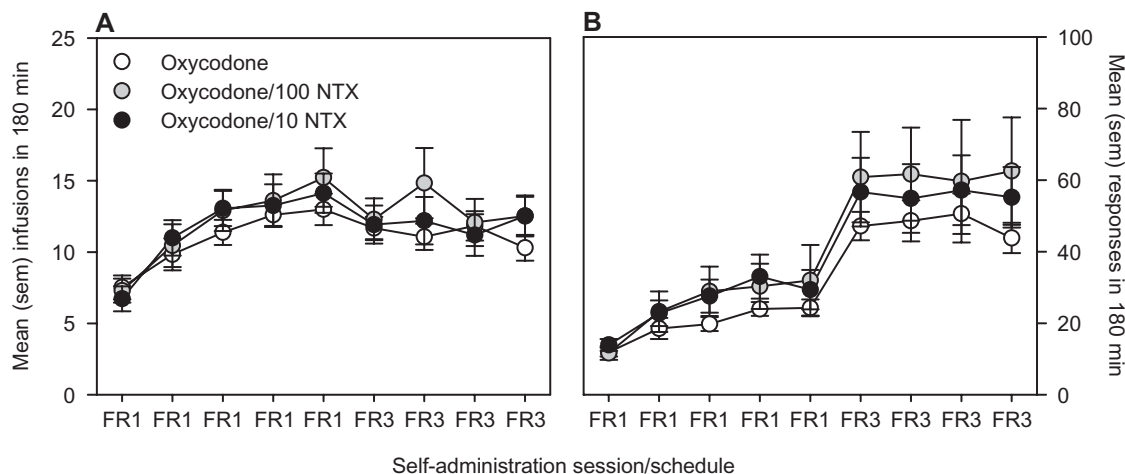 A
B
25
20
15
10
5
0
Mean (sem) infusions in 180 min
Oxycodone
Oxycodone/100 NTX
Oxycodone/10 NTX
100
80
60
40
20
0
Mean (sem) responses in 180 min
FR1 FR1 FR1 FR1 FR1 FR3 FR3 FR3 FR3
FR1 FR1 FR1 FR1 FR1 FR3 FR3 FR3 FR3
Self-administration session/schedule